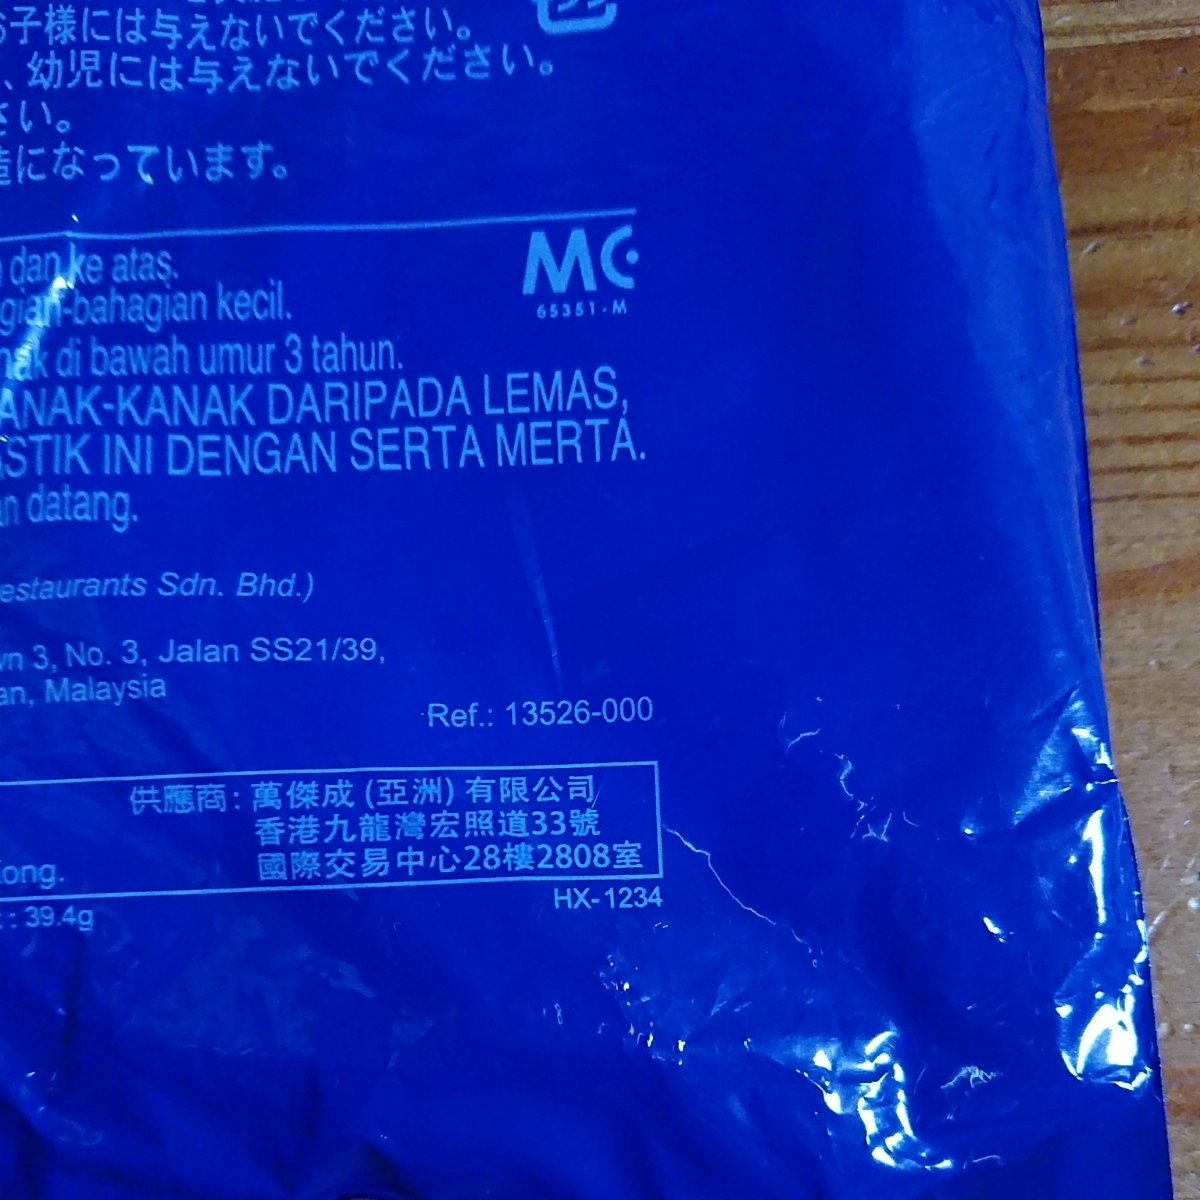 お子様には与えないでください。
、幼児には与えないでください。
さい。
造になっています。
dan ke atas.
gian-bahagian kecil.
MC
65351-M
nak di bawah umur 3 tahun.
ANAK-KANAK DARIPADA LEMAS,
ASTIK INI DENGAN SERTA MERTA.
an datang.
estaurants Sdn. Bhd.)
wn 3, No. 3, Jalan SS21/39,
an, Malaysia
Ref.: 13526-000
供應商: 萬傑成 (亞洲) 有限公司
香港九龍灣宏照道33號
國際交易中心28樓2808室
Kong.
HX-1234
: 39.4g